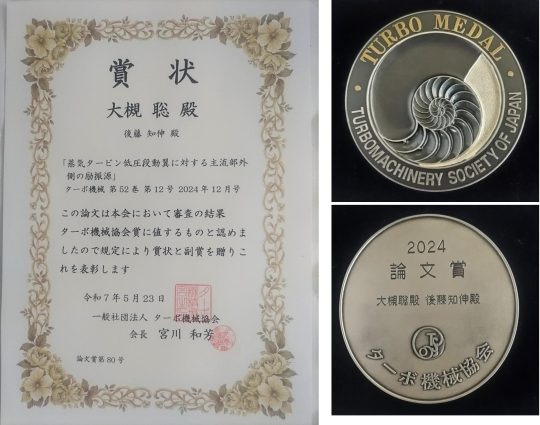 賞状
大槻 聡 殿
後藤 知伸 殿
「蒸気タービン低圧段動翼に対する主流部外
側の励振源」
ターボ機械 第52巻 第12号 2024年12月号
この論文は本会において審査の結果
ターボ機械協会賞に値するものと認めま
したので規定により賞状と副賞を贈りこ
れを表彰します
令和7年5月23日
一般社団法人 ターボ機械協会
会長 宮川 和芳
論文賞第80号
TURBO MEDAL
TURBOMACHINERY SOCIETY OF JAPAN
2024
論文賞
大槻聡殿 後藤知伸殿
ターボ機械協会